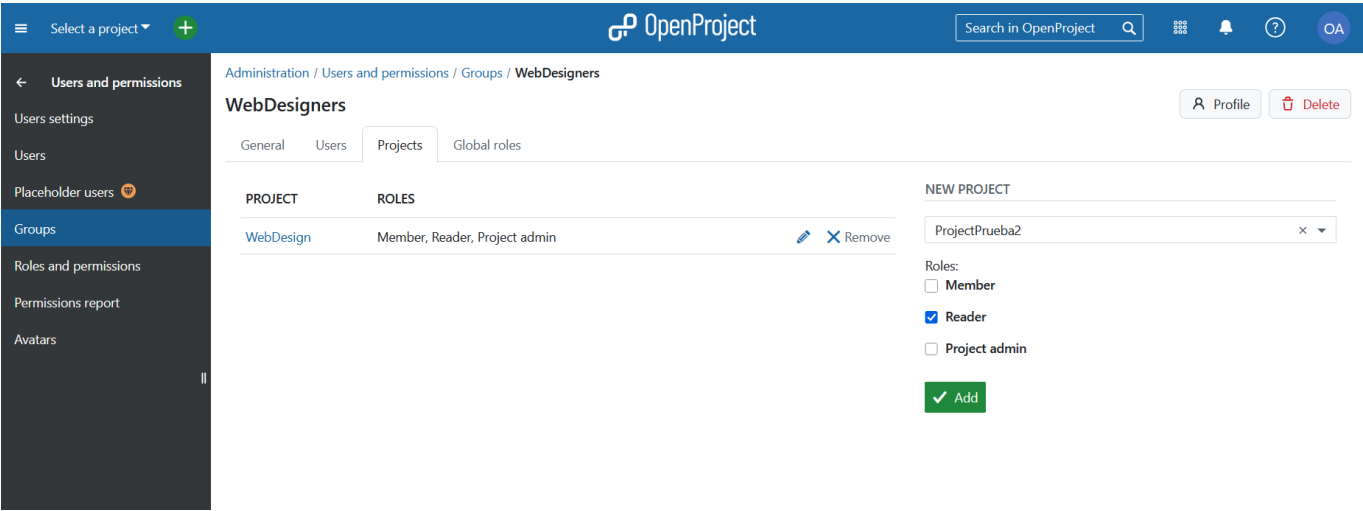 Select a project
OpenProject
Search in OpenProject
OA
Users and permissions
Users settings
Users
Placeholder users
Groups
Roles and permissions
Permissions report
Avatars
Administration / Users and permissions / Groups / WebDesigners
WebDesigners
Profile
Delete
General Users Projects Global roles
PROJECT ROLES
WebDesign Member, Reader, Project admin Remove
NEW PROJECT
ProjectPrueba2
Roles:
Member
Reader
Project admin
Add